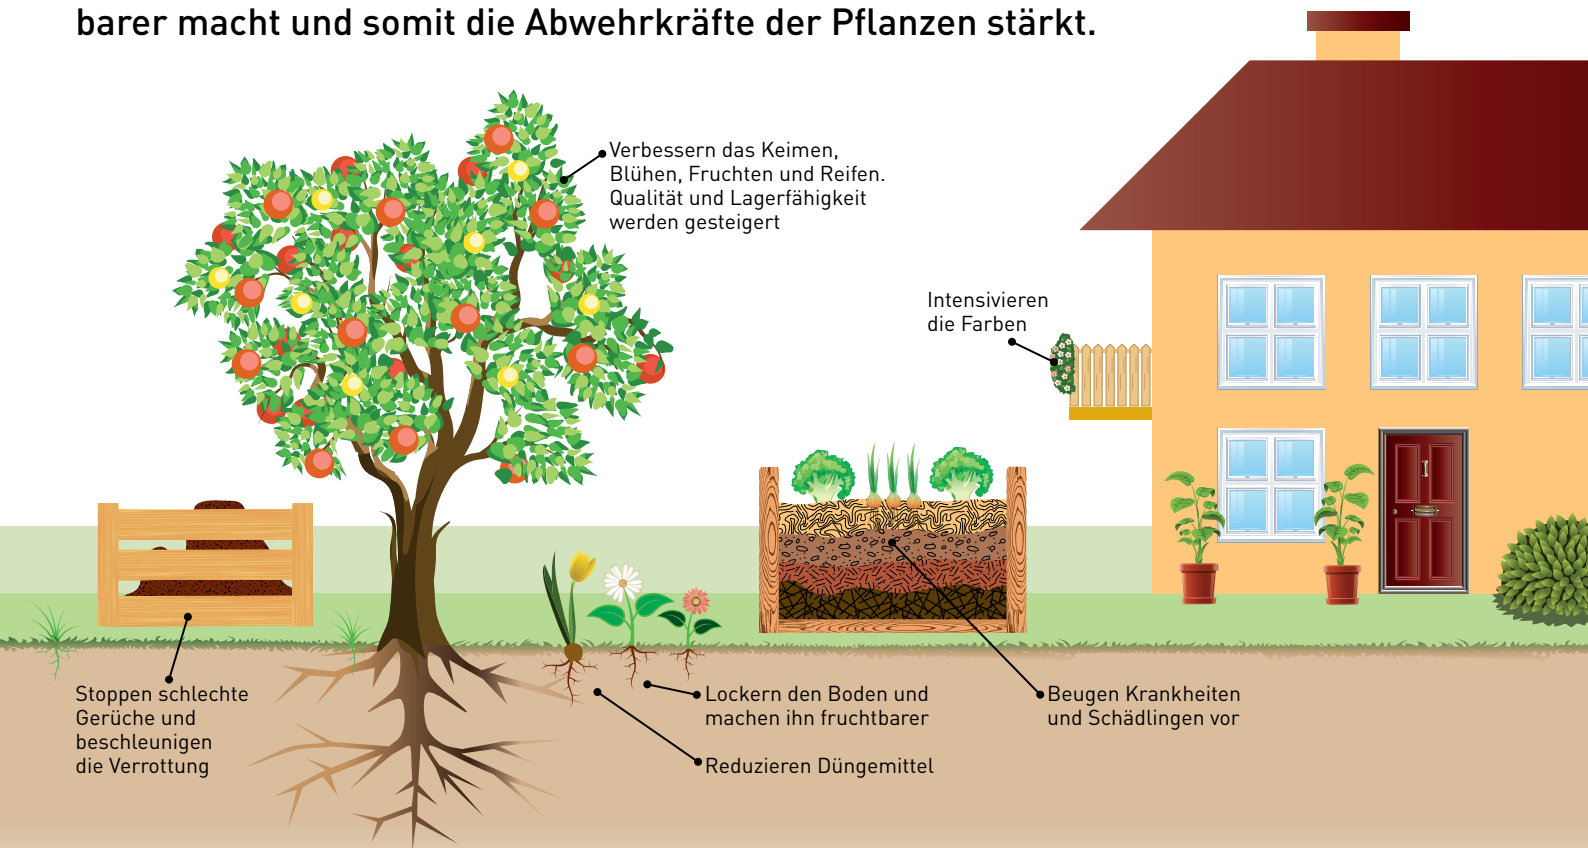 barer macht und somit die Abwehrkräfte der Pflanzen stärkt.
Verbessern das Keimen,
Blühen, Fruchten und Reifen.
Qualität und Lagerfähigkeit
werden gesteigert
Intensivieren
die Farben
Stoppen schlechte
Gerüche und
beschleunigen
die Verrottung
Lockern den Boden und
machen ihn fruchtbarer
Reduzieren Düngemittel
Beugen Krankheiten
und Schädlingen vor